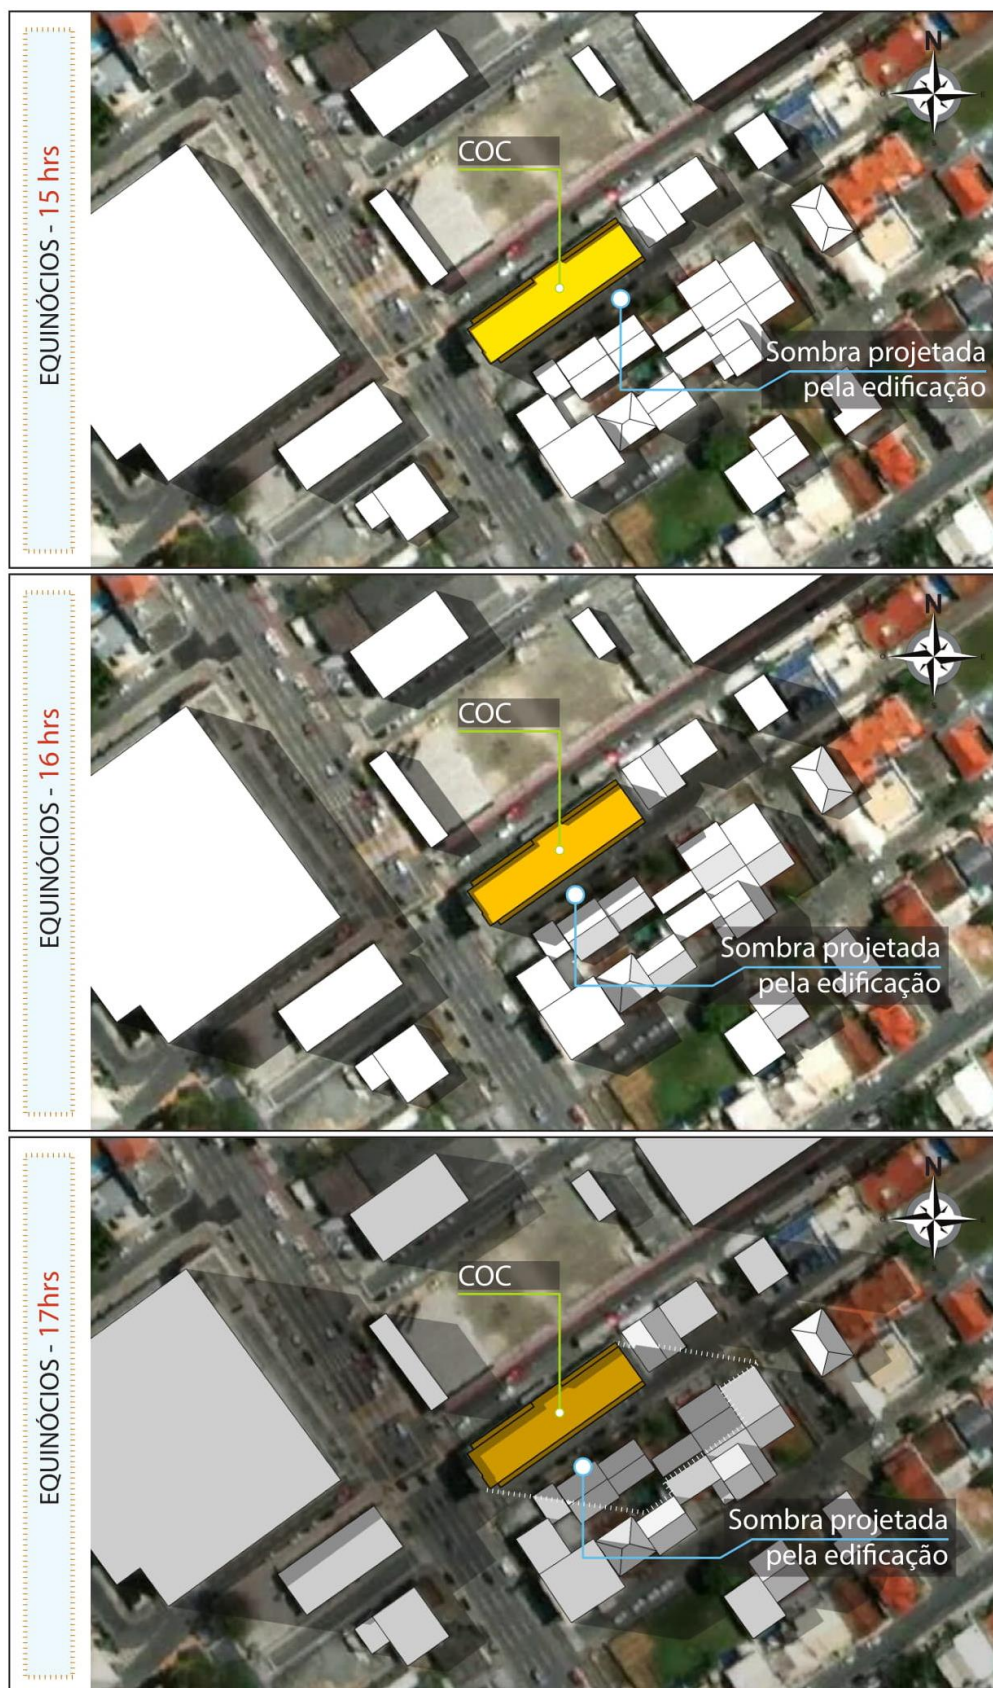 EQUINÓCIOS - 15 hrs
N
COC
Sombra projetada
pela edificação
EQUINÓCIOS - 16 hrs
N
COC
Sombra projetada
pela edificação
EQUINÓCIOS - 17hrs
N
COC
Sombra projetada
pela edificação